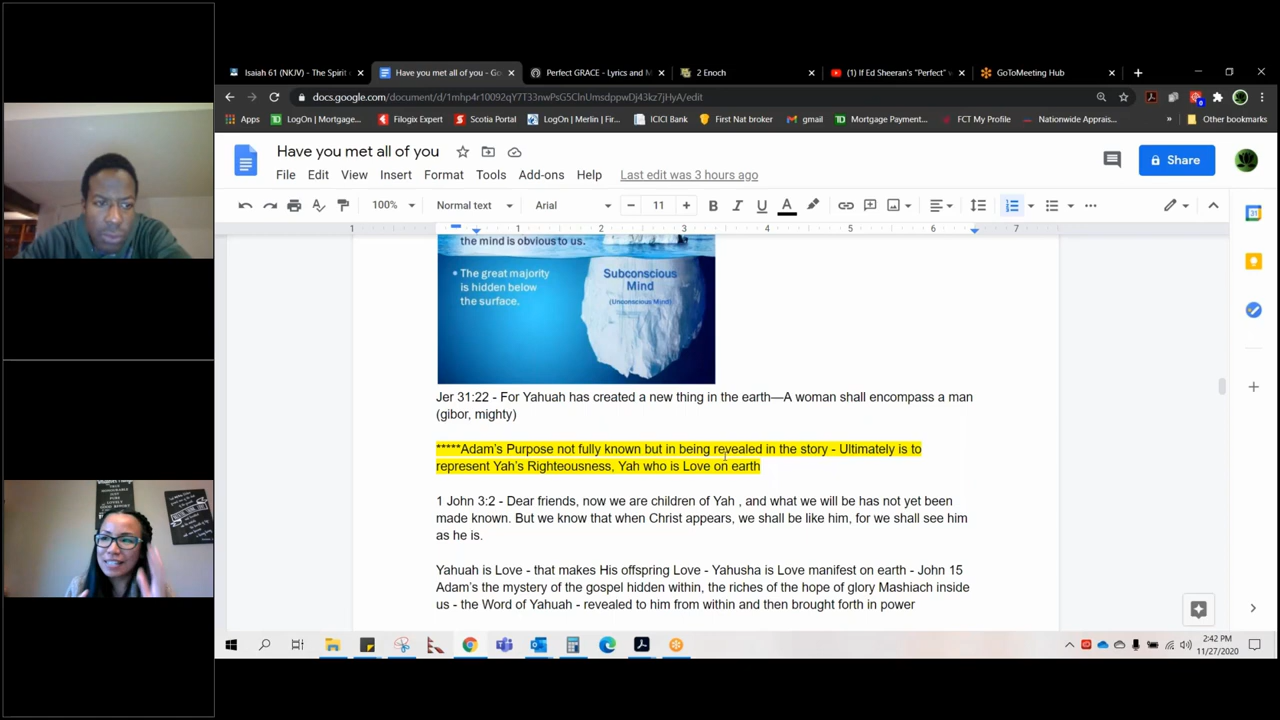 Isaiah 61 (NKJV) - The Spirit
Have you met all of you - Go
Perfect GRACE - Lyrics and M
2 Enoch
(1) If Ed Sheeran's "Perfect" w
GoToMeeting Hub
docs.google.com/document/d/1mhp4r10092qY7T33nwPsG5ClnUmsdppwDj43kz7jHyA/edit
Apps
LogOn | Mortgage...
Filogix Expert
Scotia Portal
LogOn | Merlin | Fir...
ICICI Bank
First Nat broker
gmail
Mortgage Payment...
FCT My Profile
Nationwide Apprais...
»
Other bookmarks
Have you met all of you
Share
File Edit View Insert Format Tools Add-ons Help Last edit was 3 hours ago
100% Normal text Arial 11 B I U A
1 1 2 3 4 5 6 7
the mind is obvious to us.
• The great majority
is hidden below
the surface.
Subconscious
Mind
(Unconscious Mind)
Jer 31:22 - For Yahuah has created a new thing in the earth—A woman shall encompass a man
(gibor, mighty)
*****Adam's Purpose not fully known but in being revealed in the story - Ultimately is to
represent Yah's Righteousness, Yah who is Love on earth
1 John 3:2 - Dear friends, now we are children of Yah , and what we will be has not yet been
made known. But we know that when Christ appears, we shall be like him, for we shall see him
as he is.
Yahuah is Love - that makes His offspring Love - Yahusha is Love manifest on earth - John 15
Adam's the mystery of the gospel hidden within, the riches of the hope of glory Mashiach inside
us - the Word of Yahuah - revealed to him from within and then brought forth in power
2:42 PM
11/27/2020